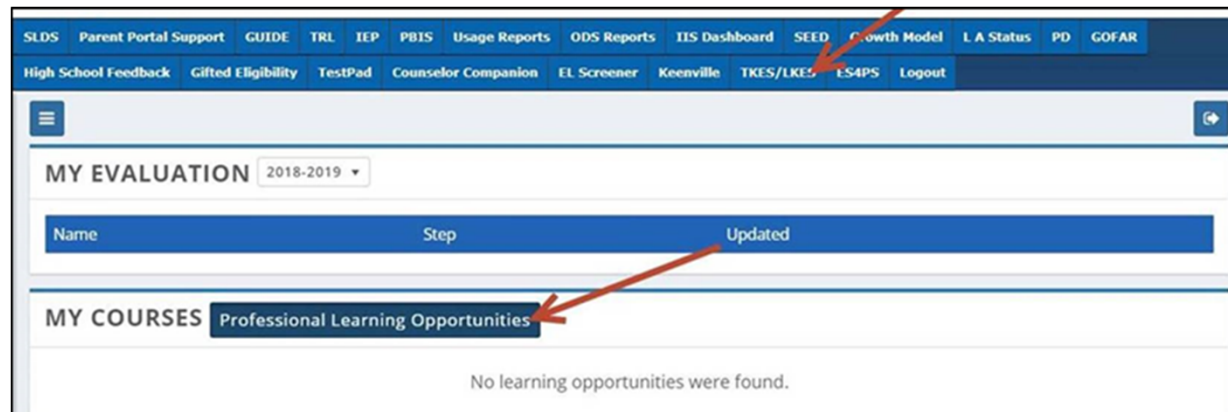 SLDS Parent Portal Support GUIDE TRL IEP PBIS Usage Reports ODS Reports IIS Dashboard SEED Growth Model L A Status PD GOFAR
High School Feedback Gifted Eligibility TestPad Counselor Companion EL Screener Keenville TKES/LKES ES4PS Logout
MY EVALUATION 2018-2019
Name Step Updated
MY COURSES Professional Learning Opportunities
No learning opportunities were found.